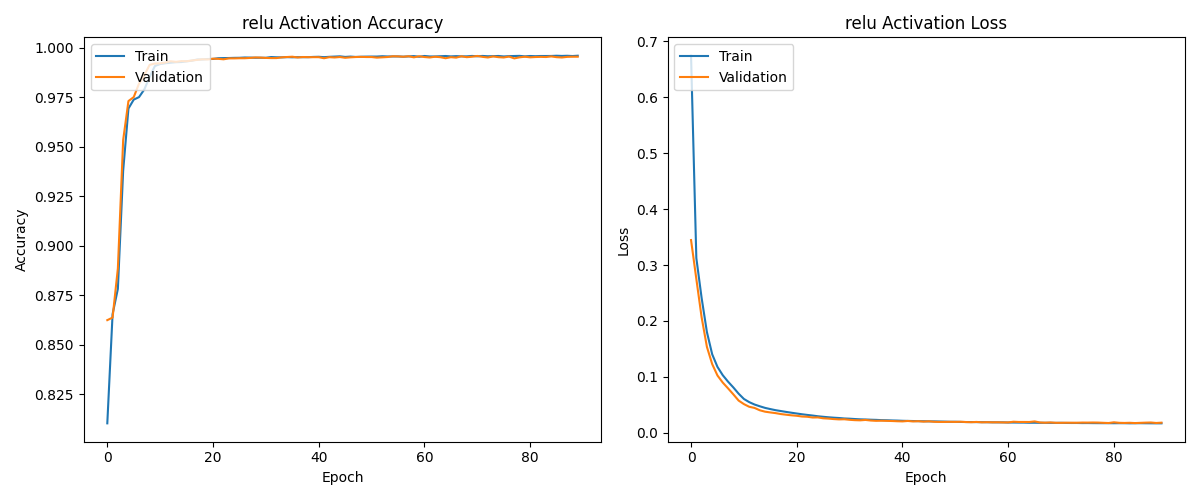 relu Activation Accuracy
Train
Validation
1.000
0.975
0.950
0.925
0.900
0.875
0.850
0.825
Accuracy
0 20 40 60 80
Epoch
relu Activation Loss
Train
Validation
0.7
0.6
0.5
0.4
0.3
0.2
0.1
0.0
Loss
0 20 40 60 80
Epoch